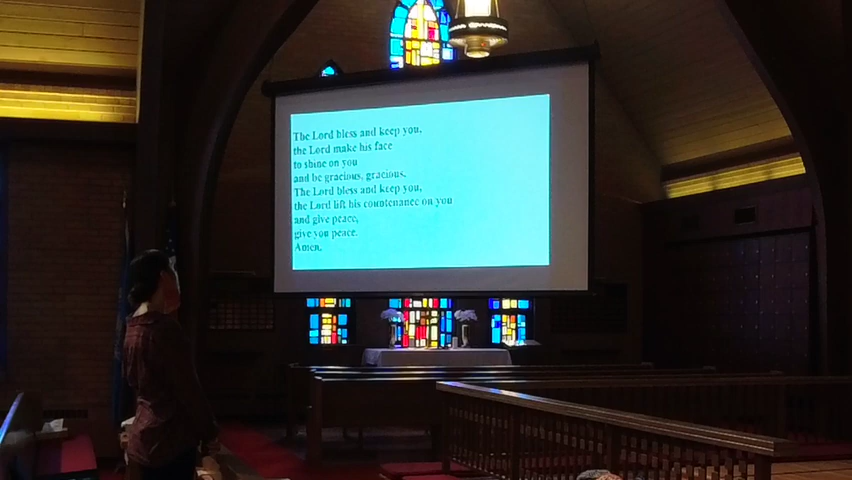 The Lord bless and keep you,
the Lord make his face
to shine on you
and be gracious, gracious.
The Lord bless and keep you,
the Lord lift his countenance on you
and give peace,
give you peace.
Amen.